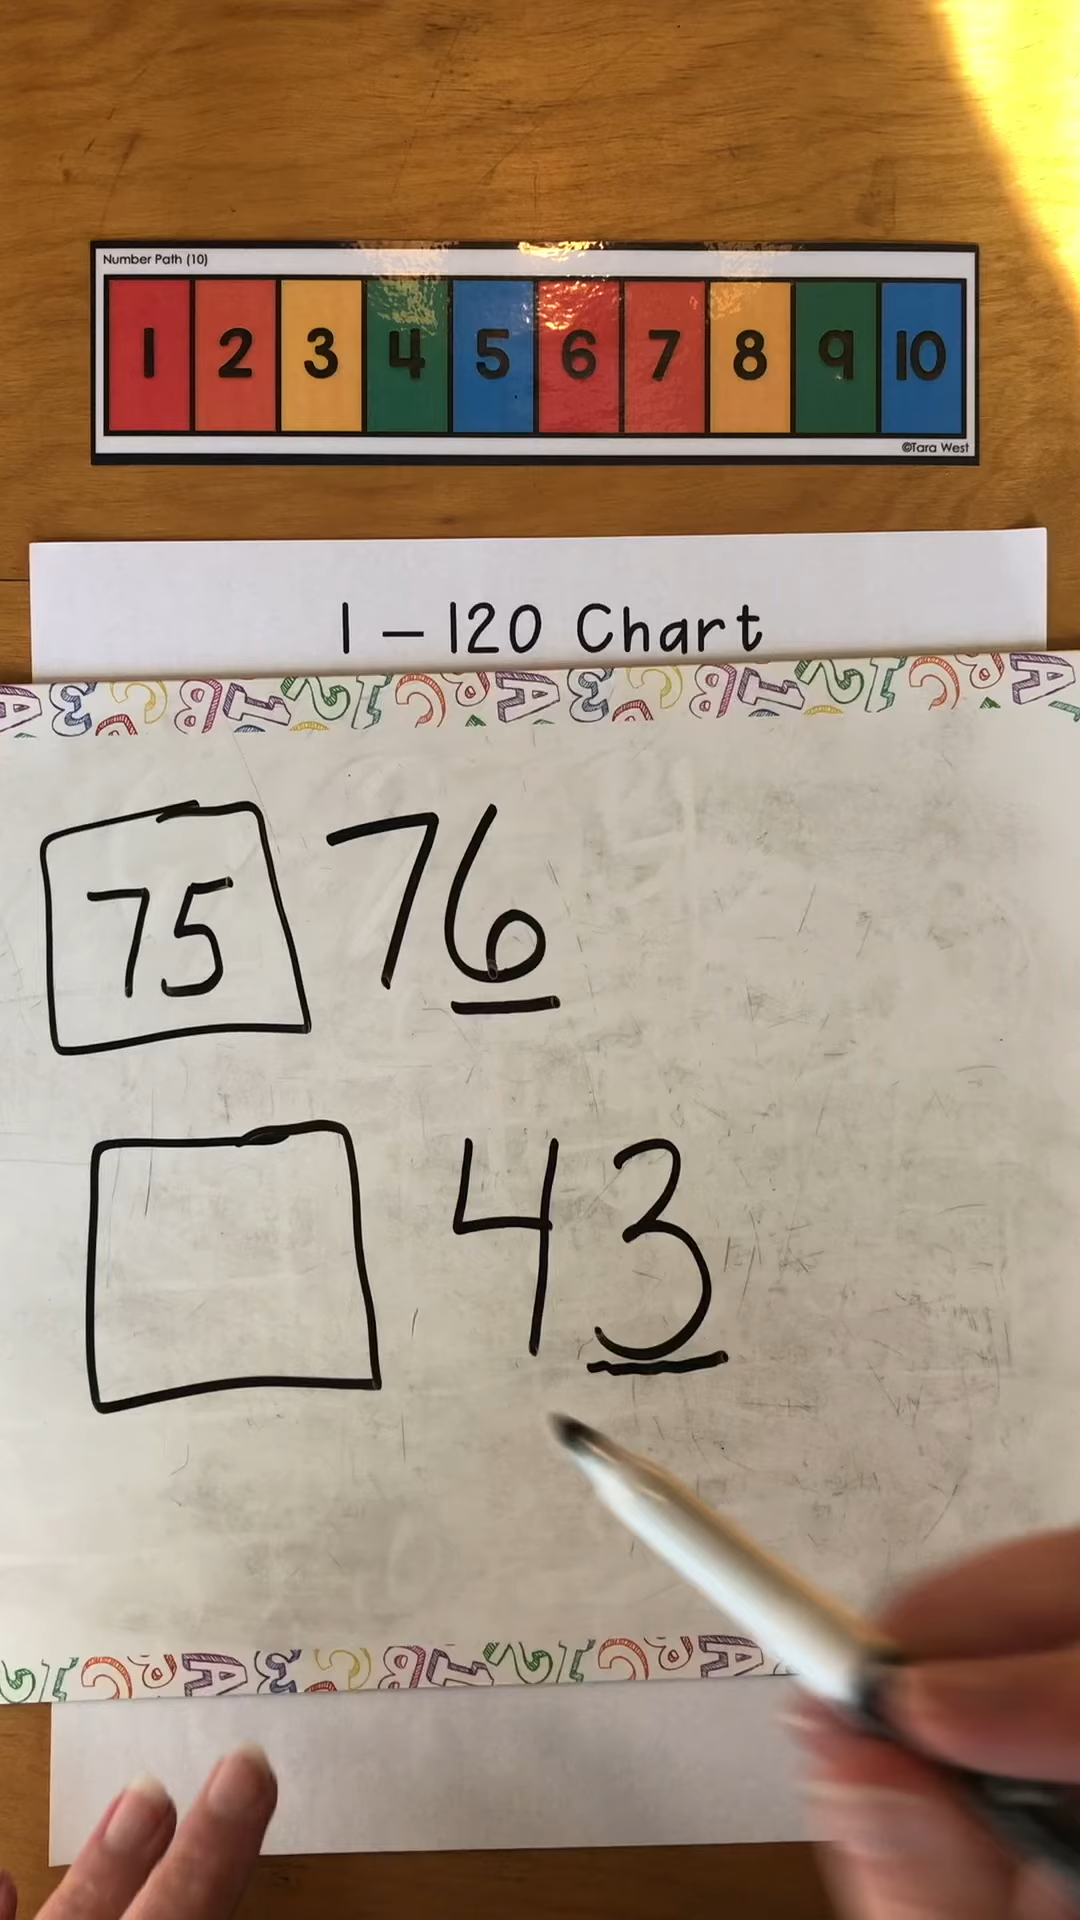 Number Path (10)
1 2 3 4 5 6 7 8 9 10
©Tara West
1 – 120 Chart
75 76
43